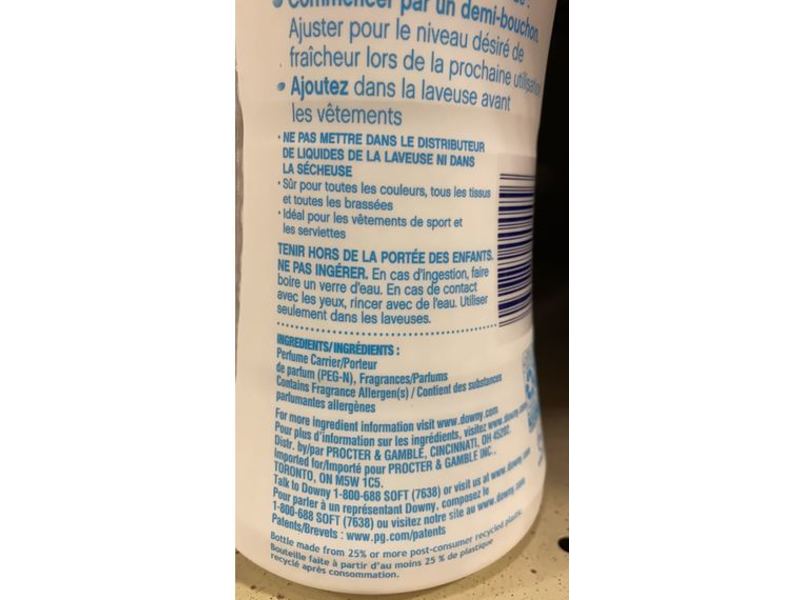 • Commencer par un demi-bouchon.
Ajuster pour le niveau désiré de
fraîcheur lors de la prochaine utilisation
• Ajoutez dans la laveuse avant
les vêtements
• NE PAS METTRE DANS LE DISTRIBUTEUR
DE LIQUIDES DE LA LAVEUSE NI DANS
LA SÉCHEUSE
• Sûr pour toutes les couleurs, tous les tissus
et toutes les brassées
• Idéal pour les vêtements de sport et
les serviettes
TENIR HORS DE LA PORTÉE DES ENFANTS.
NE PAS INGÉRER. En cas d'ingestion, faire
boire un verre d'eau. En cas de contact
avec les yeux, rincer avec de l'eau. Utiliser
seulement dans les laveuses.
INGREDIENTS/INGRÉDIENTS :
Perfume Carrier/Porteur
de parfum (PEG-N), Fragrances/Parfums
Contains Fragrance Allergen(s) / Contient des substances
parfumantes allergènes
For more ingredient information visit www.downy.com
Pour plus d'information sur les ingrédients, visitez www.downy.com
Distr. by/par PROCTER & GAMBLE, CINCINNATI, OH 45202.
Imported for/Importé pour PROCTER & GAMBLE INC.,
TORONTO, ON M5W 1C5.
Talk to Downy 1-800-688 SOFT (7638) or visit us at www.downy.com
Pour parler à un représentant Downy, composez le
1-800-688 SOFT (7638) ou visitez notre site au www.downy.com
Patents/Brevets : www.pg.com/patents
Bottle made from 25% or more post-consumer recycled plastic.
Bouteille faite à partir d'au moins 25 % de plastique
recyclé après consommation.